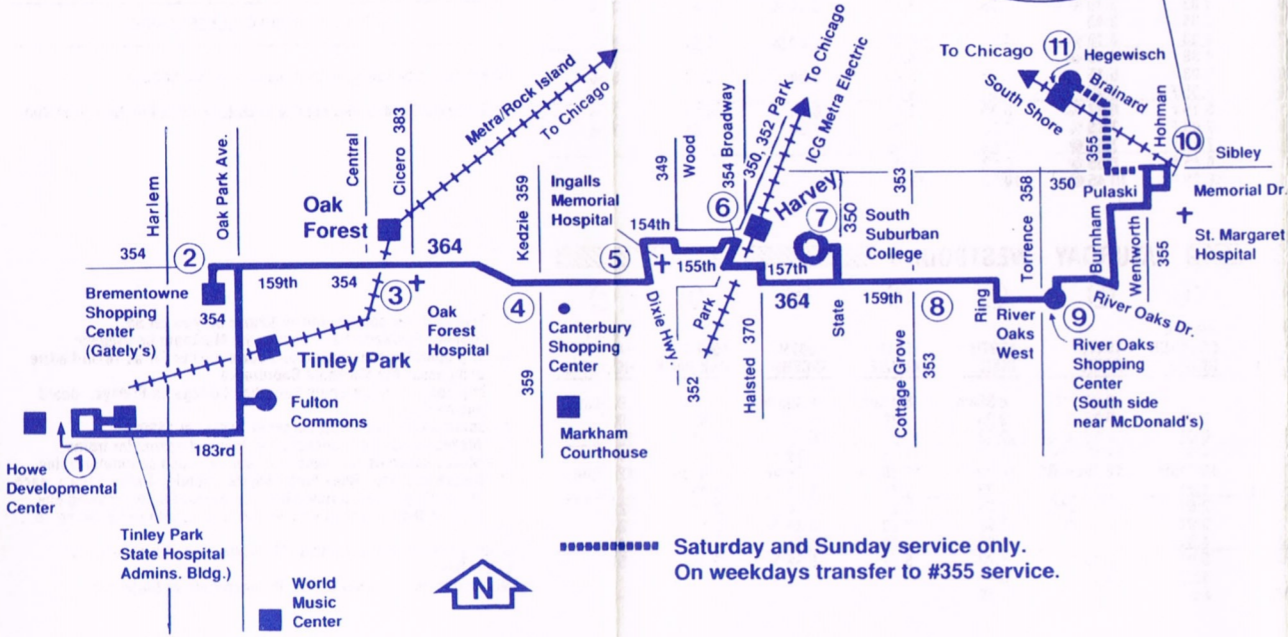 Harlem
354
Oak Park Ave.
2
Brementowne
Shopping
Center
(Gately's)
354
159th
Central
Cicero 383
Oak
Forest
Metra/Rock Island
To Chicago
354
364
3
Oak
Forest
Hospital
Tinley Park
Fulton
Commons
183rd
1
Howe
Developmental
Center
Tinley Park
State Hospital
Admins. Bldg.)
World
Music
Center
N
Kedzie 359
4
359
Ingalls
Memorial
Hospital
Canterbury
Shopping
Center
Markham
Courthouse
349
Wood
154th
5
155th
Dixie Hwy.
352
Park
354 Broadway
6
350, 352 Park
To Chicago
ICG Metra Electric
Harvey)
7
350
157th
364
Halsted 370
State
South
Suburban
College
159th
353
Cottage Grove
353
8
Ring
River
Oaks
West
Torrence 358
9
River Oaks
Shopping
Center
(South side
near McDonald's)
River Oaks Dr.
350
Pulaski
Burnham
Wentworth
355
355
To Chicago
11
Hegewisch
Brainard
South Shore
Hohman
10
Sibley
Memorial Dr.
St. Margaret
Hospital
Saturday and Sunday service only.
On weekdays transfer to #355 service.